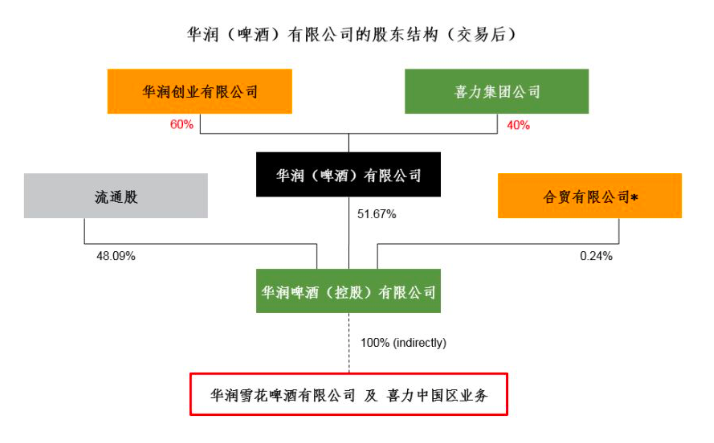 华润（啤酒）有限公司的股东结构（交易后）
华润创业有限公司
喜力集团公司
60%
40%
华润（啤酒）有限公司
流通股
合贸有限公司*
51.67%
48.09%
0.24%
华润啤酒（控股）有限公司
100% (indirectly)
华润雪花啤酒有限公司 及 喜力中国区业务